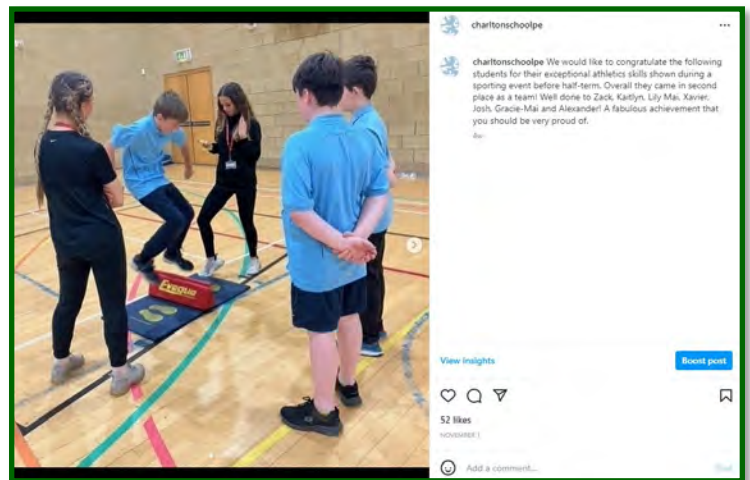 charltonschoolpe
charltonschoolpe We would like to congratulate the following
students for their exceptional athletics skills shown during a
sporting event before half-term. Overall they came in second
place as a team! Well done to Zack, Kaitlyn, Lily Mai, Xavier,
Josh, Gracie-Mai and Alexander! A fabulous achievement that
you should be very proud of.
Eveque
View Insights
Boost post
52 likes
Add a comment...